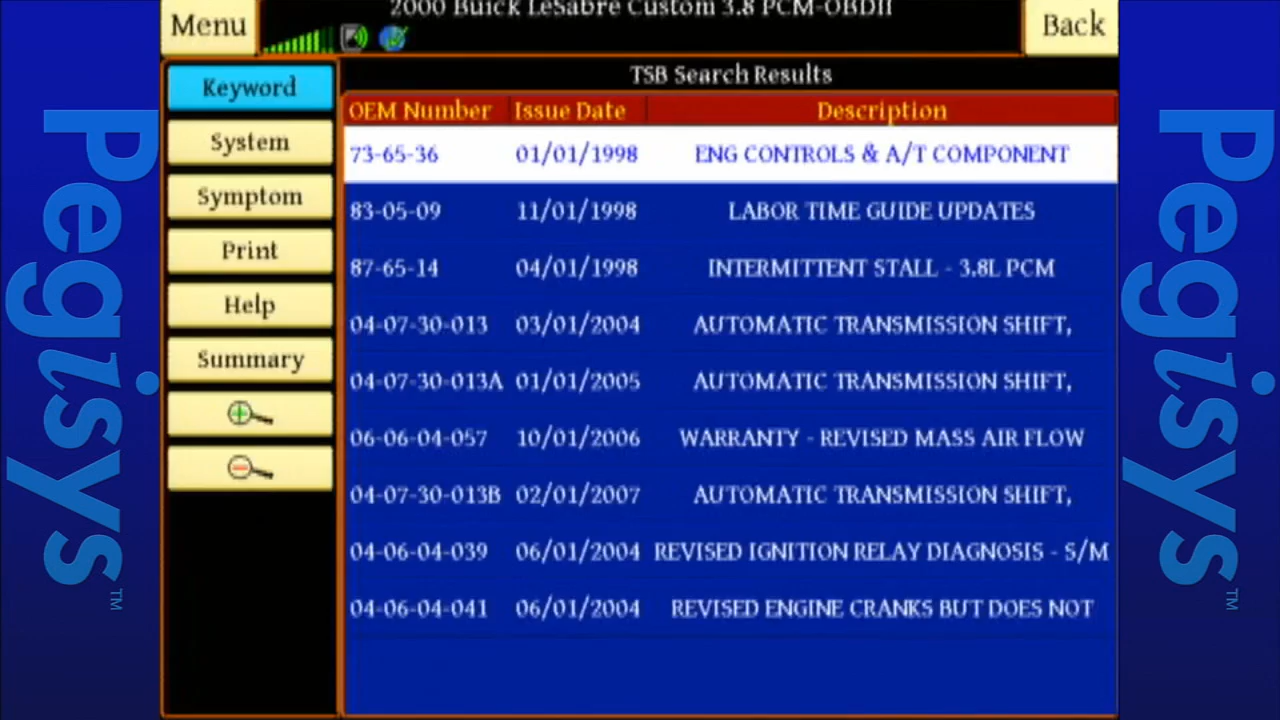 2000 Buick LeSabre Custom 3.8 PCM-OBDII
Menu
Back
TSB Search Results
Keyword
System
Symptom
Print
Help
Summary
OEM Number Issue Date Description
73-65-36 01/01/1998 ENG CONTROLS & A/T COMPONENT
83-05-09 11/01/1998 LABOR TIME GUIDE UPDATES
87-65-14 04/01/1998 INTERMITTENT STALL - 3.8L PCM
04-07-30-013 03/01/2004 AUTOMATIC TRANSMISSION SHIFT,
04-07-30-013A 01/01/2005 AUTOMATIC TRANSMISSION SHIFT,
06-06-04-057 10/01/2006 WARRANTY - REVISED MASS AIR FLOW
04-07-30-013B 02/01/2007 AUTOMATIC TRANSMISSION SHIFT,
04-06-04-039 06/01/2004 REVISED IGNITION RELAY DIAGNOSIS - S/M
04-06-04-041 06/01/2004 REVISED ENGINE CRANKS BUT DOES NOT
Pegisys™
Pegisys™